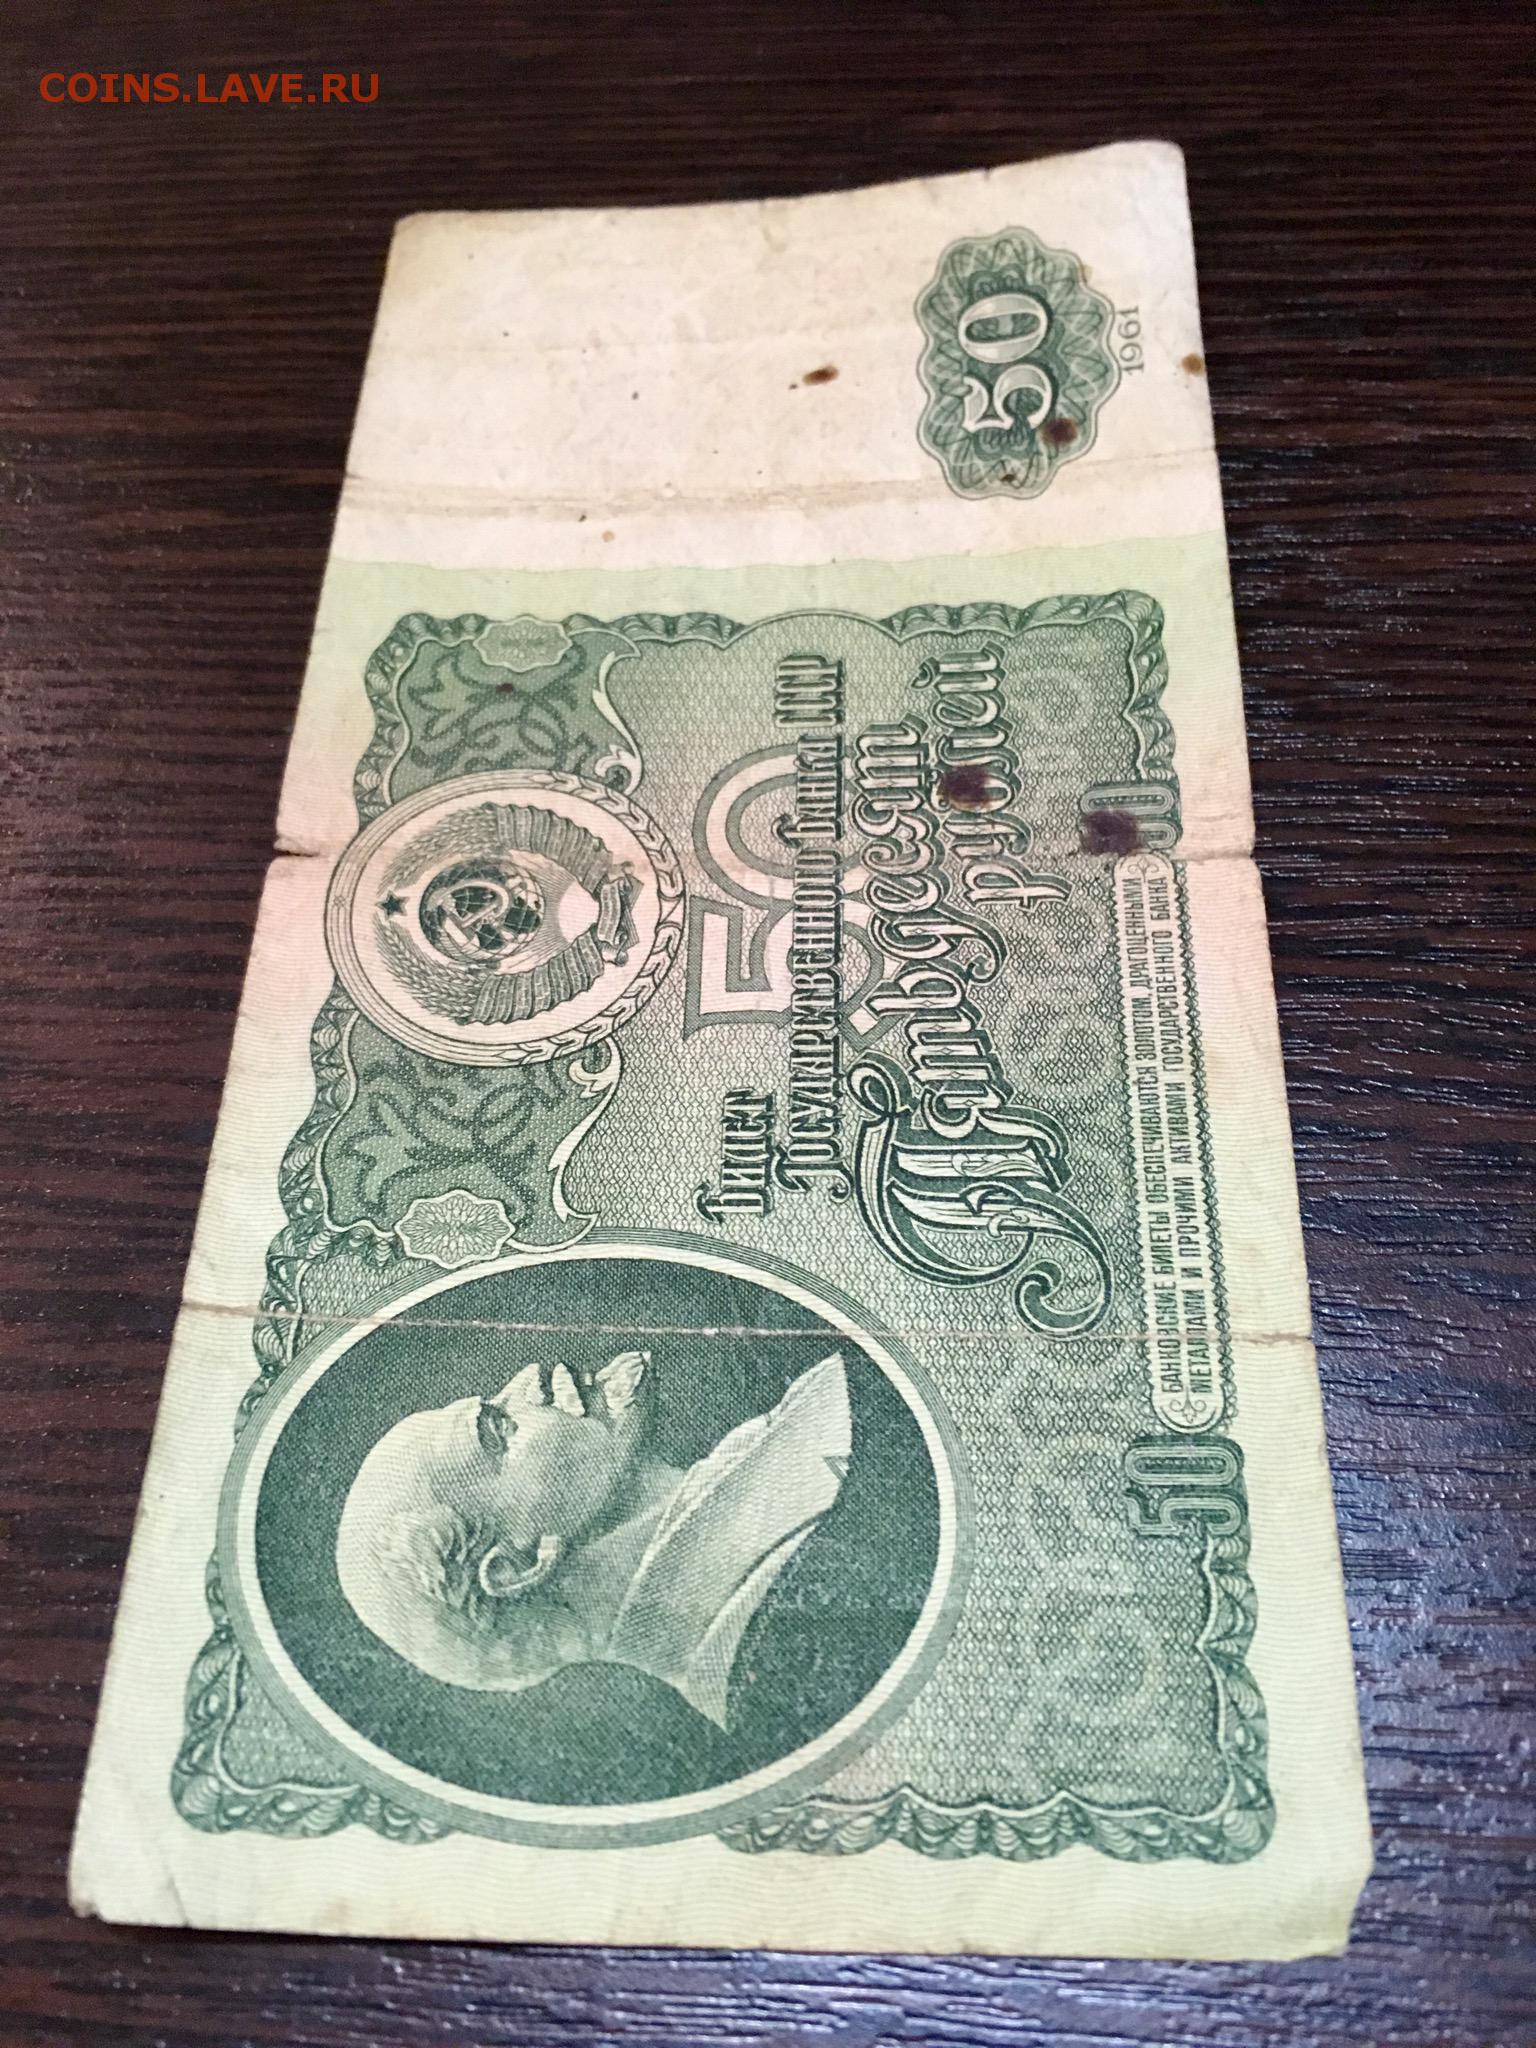 COINS.LAVE.RU
50
1961
50
Билет
Государственного Банка СССР
Пятьдесят
рублей
БАНКОВСКИЕ БИЛЕТЫ ОБЕСПЕЧИВАЮТСЯ ЗОЛОТОМ, ДРАГОЦЕННЫМИ
МЕТАЛЛАМИ И ПРОЧИМИ АКТИВАМИ ГОСУДАРСТВЕННОГО БАНКА
50